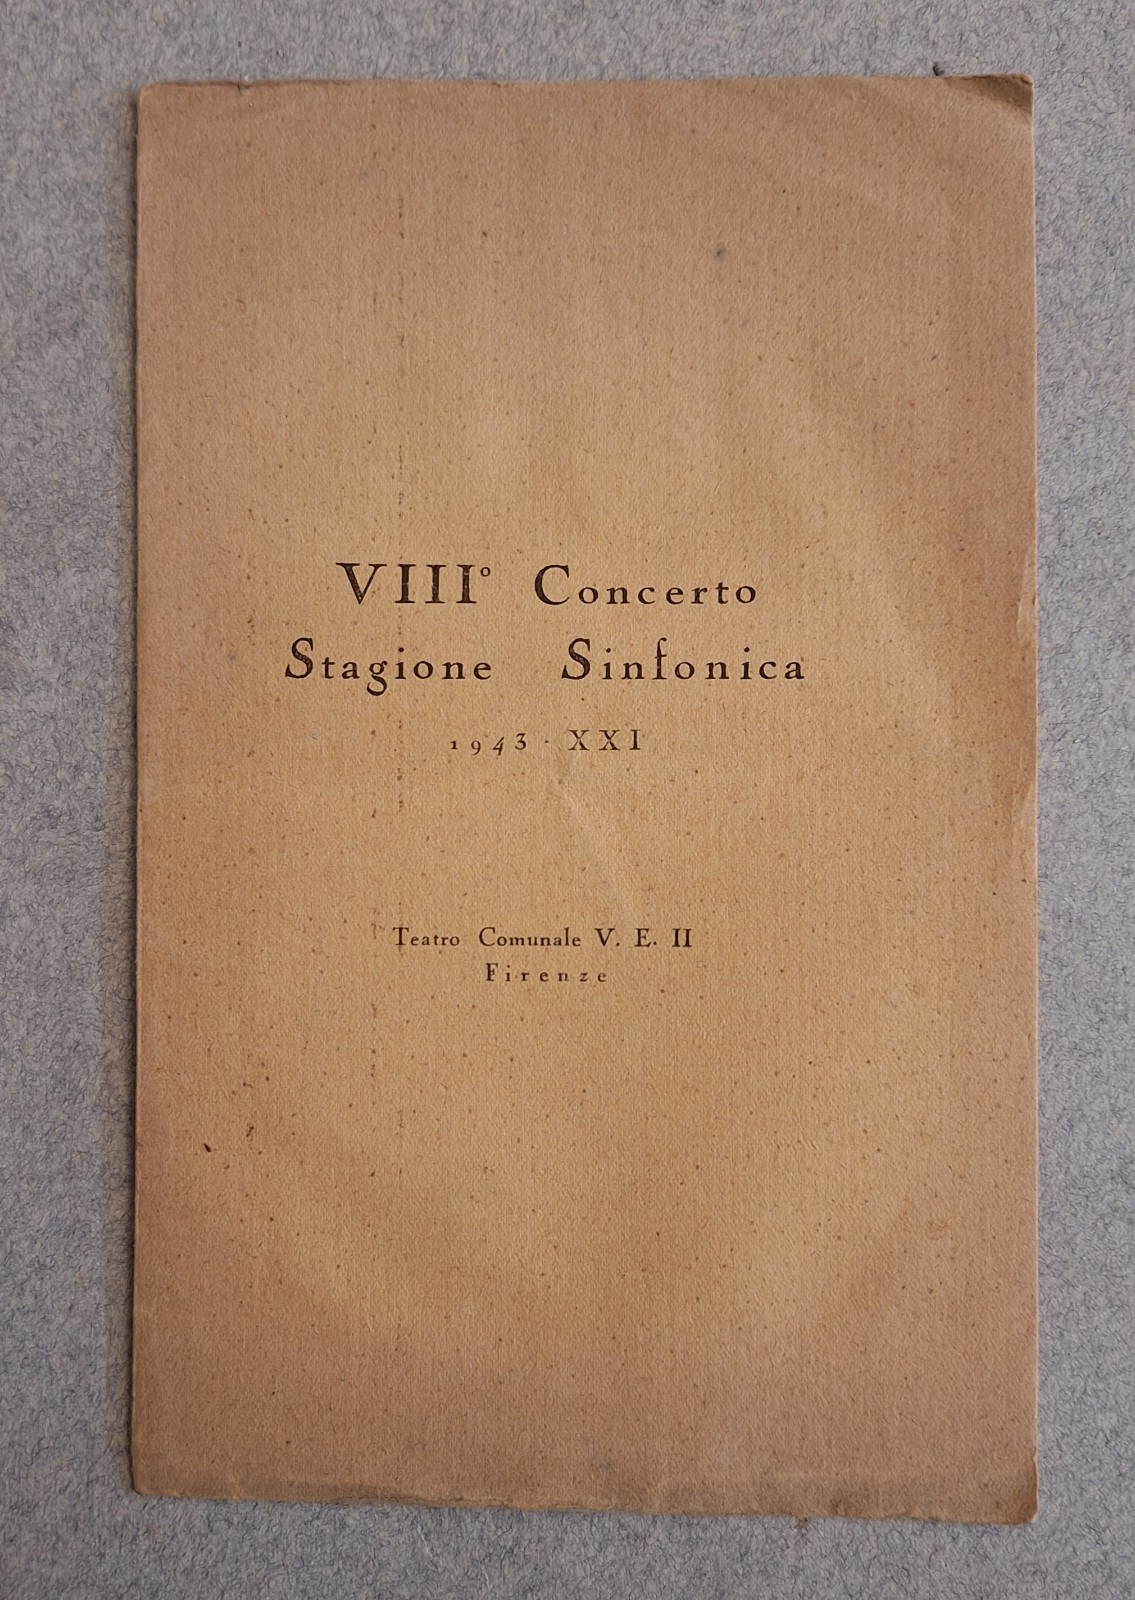 VIII° Concerto
Stagione Sinfonica
1943 · XXI
Teatro Comunale V. E. II
Firenze